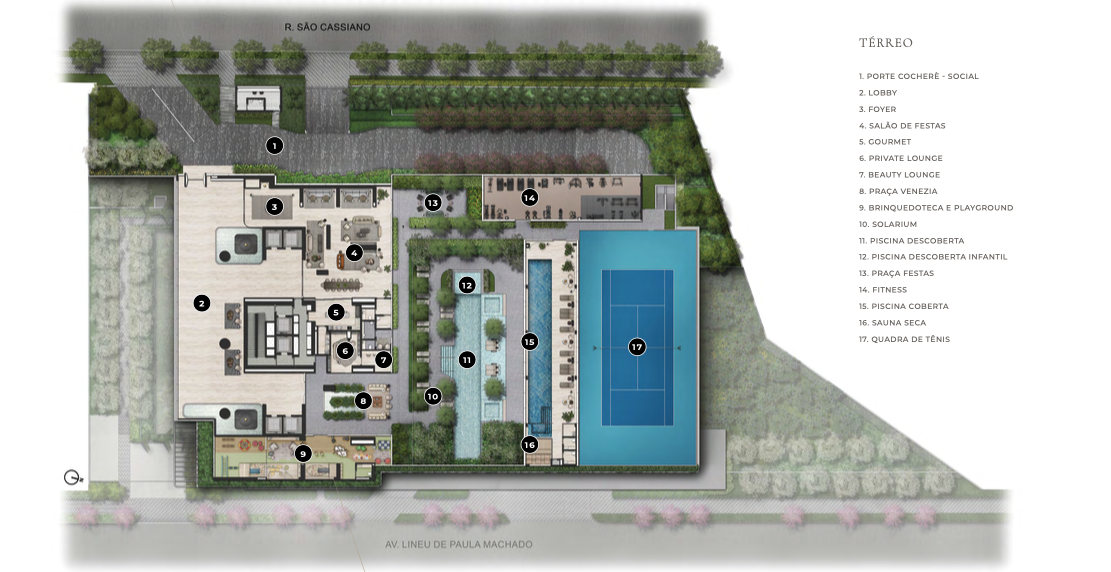 R. SÃO CASSIANO
TÉRREO
1. PORTE COCHERÈ - SOCIAL
2. LOBBY
3. FOYER
4. SALÃO DE FESTAS
5. GOURMET
6. PRIVATE LOUNGE
7. BEAUTY LOUNGE
8. PRAÇA VENEZIA
9. BRINQUEDOTECA E PLAYGROUND
10. SOLARIUM
11. PISCINA DESCOBERTA
12. PISCINA DESCOBERTA INFANTIL
13. PRAÇA FESTAS
14. FITNESS
15. PISCINA COBERTA
16. SAUNA SECA
17. QUADRA DE TÊNIS
1
14
3
13
4
12
2
5
15
17
6
7
11
10
8
16
9
AV. LINEU DE PAULA MACHADO